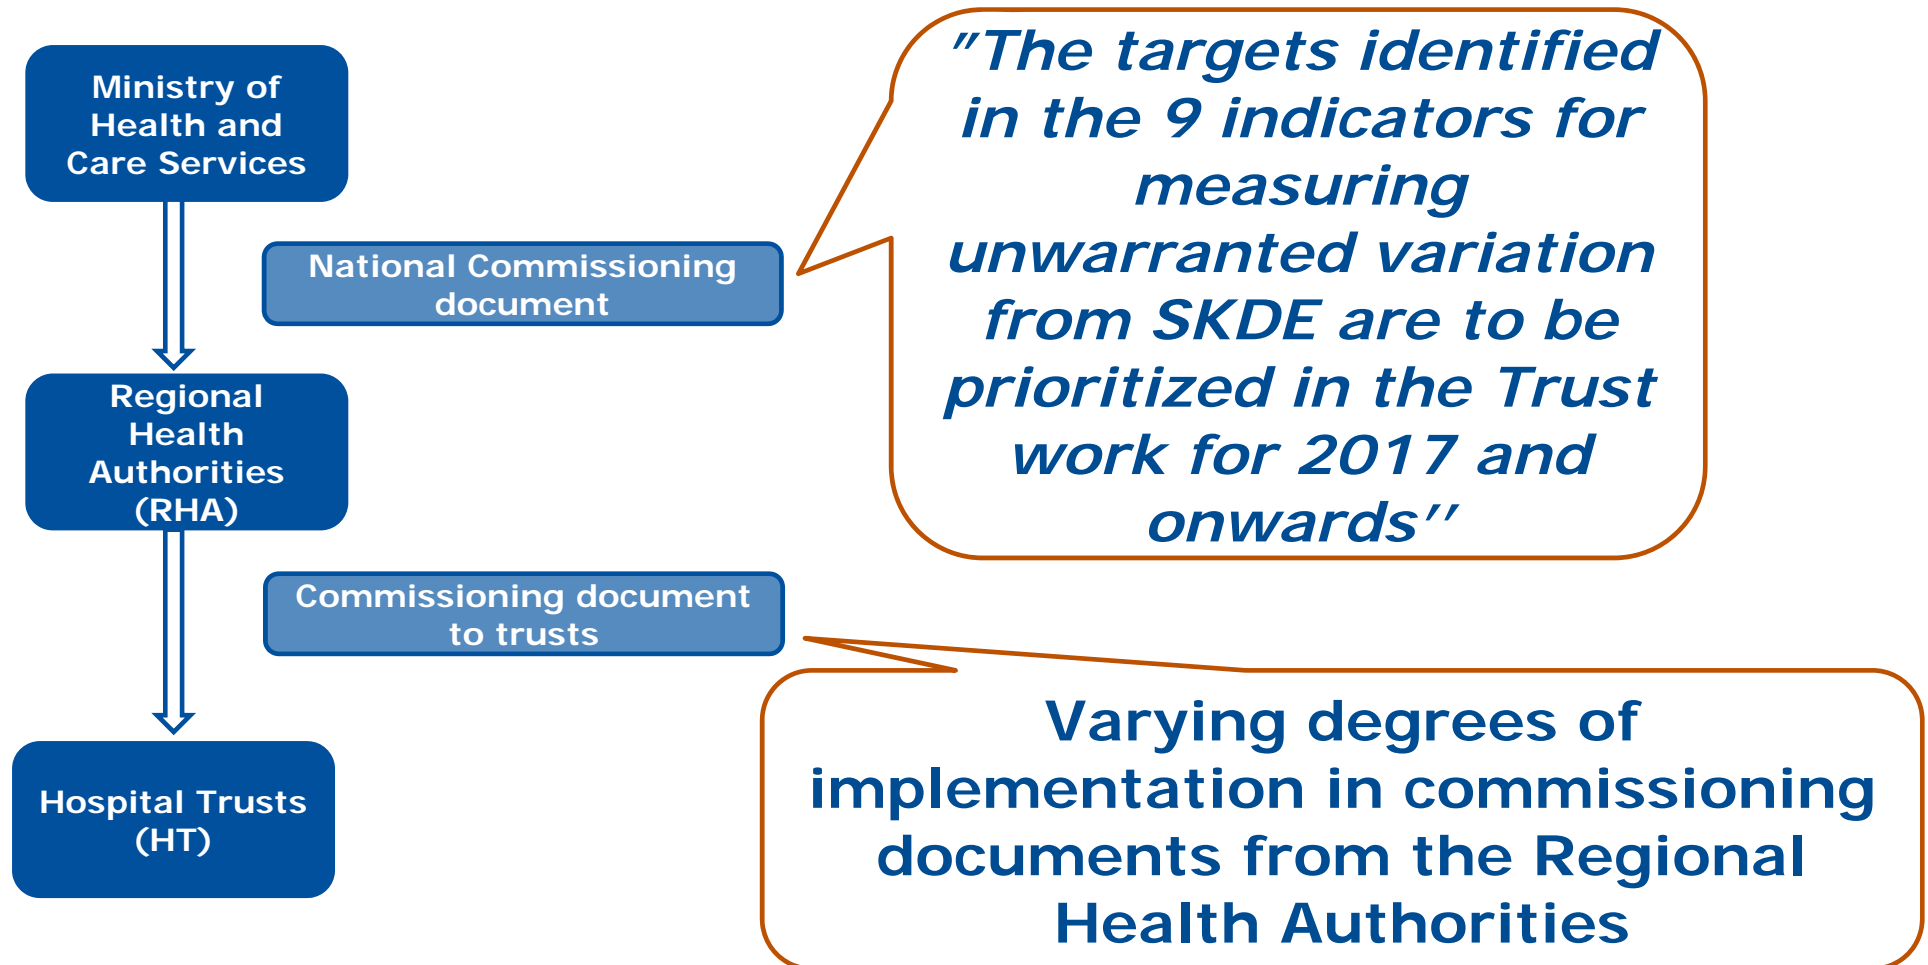 Ministry of
Health and
Care Services
National Commissioning
document
Regional
Health
Authorities
(RHA)
Commissioning document
to trusts
Hospital Trusts
(HT)
"The targets identified
in the 9 indicators for
measuring
unwarranted variation
from SKDE are to be
prioritized in the Trust
work for 2017 and
onwards''
Varying degrees of
implementation in commissioning
documents from the Regional
Health Authorities